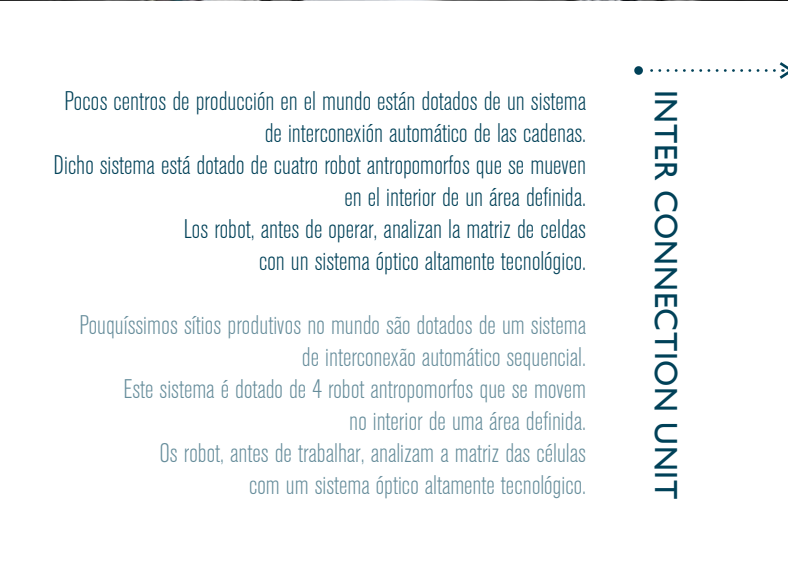 Pocos centros de producción en el mundo están dotados de un sistema
de interconexión automático de las cadenas.
Dicho sistema está dotado de cuatro robot antropomorfos que se mueven
en el interior de un área definida.
Los robot, antes de operar, analizan la matriz de celdas
con un sistema óptico altamente tecnológico.
Pouquíssimos sítios produtivos no mundo são dotados de um sistema
de interconexão automático sequencial.
Este sistema é dotado de 4 robot antropomorfos que se movem
no interior de uma área definida.
Os robot, antes de trabalhar, analizam a matriz das células
com um sistema óptico altamente tecnológico.
INTER CONNECTION UNIT